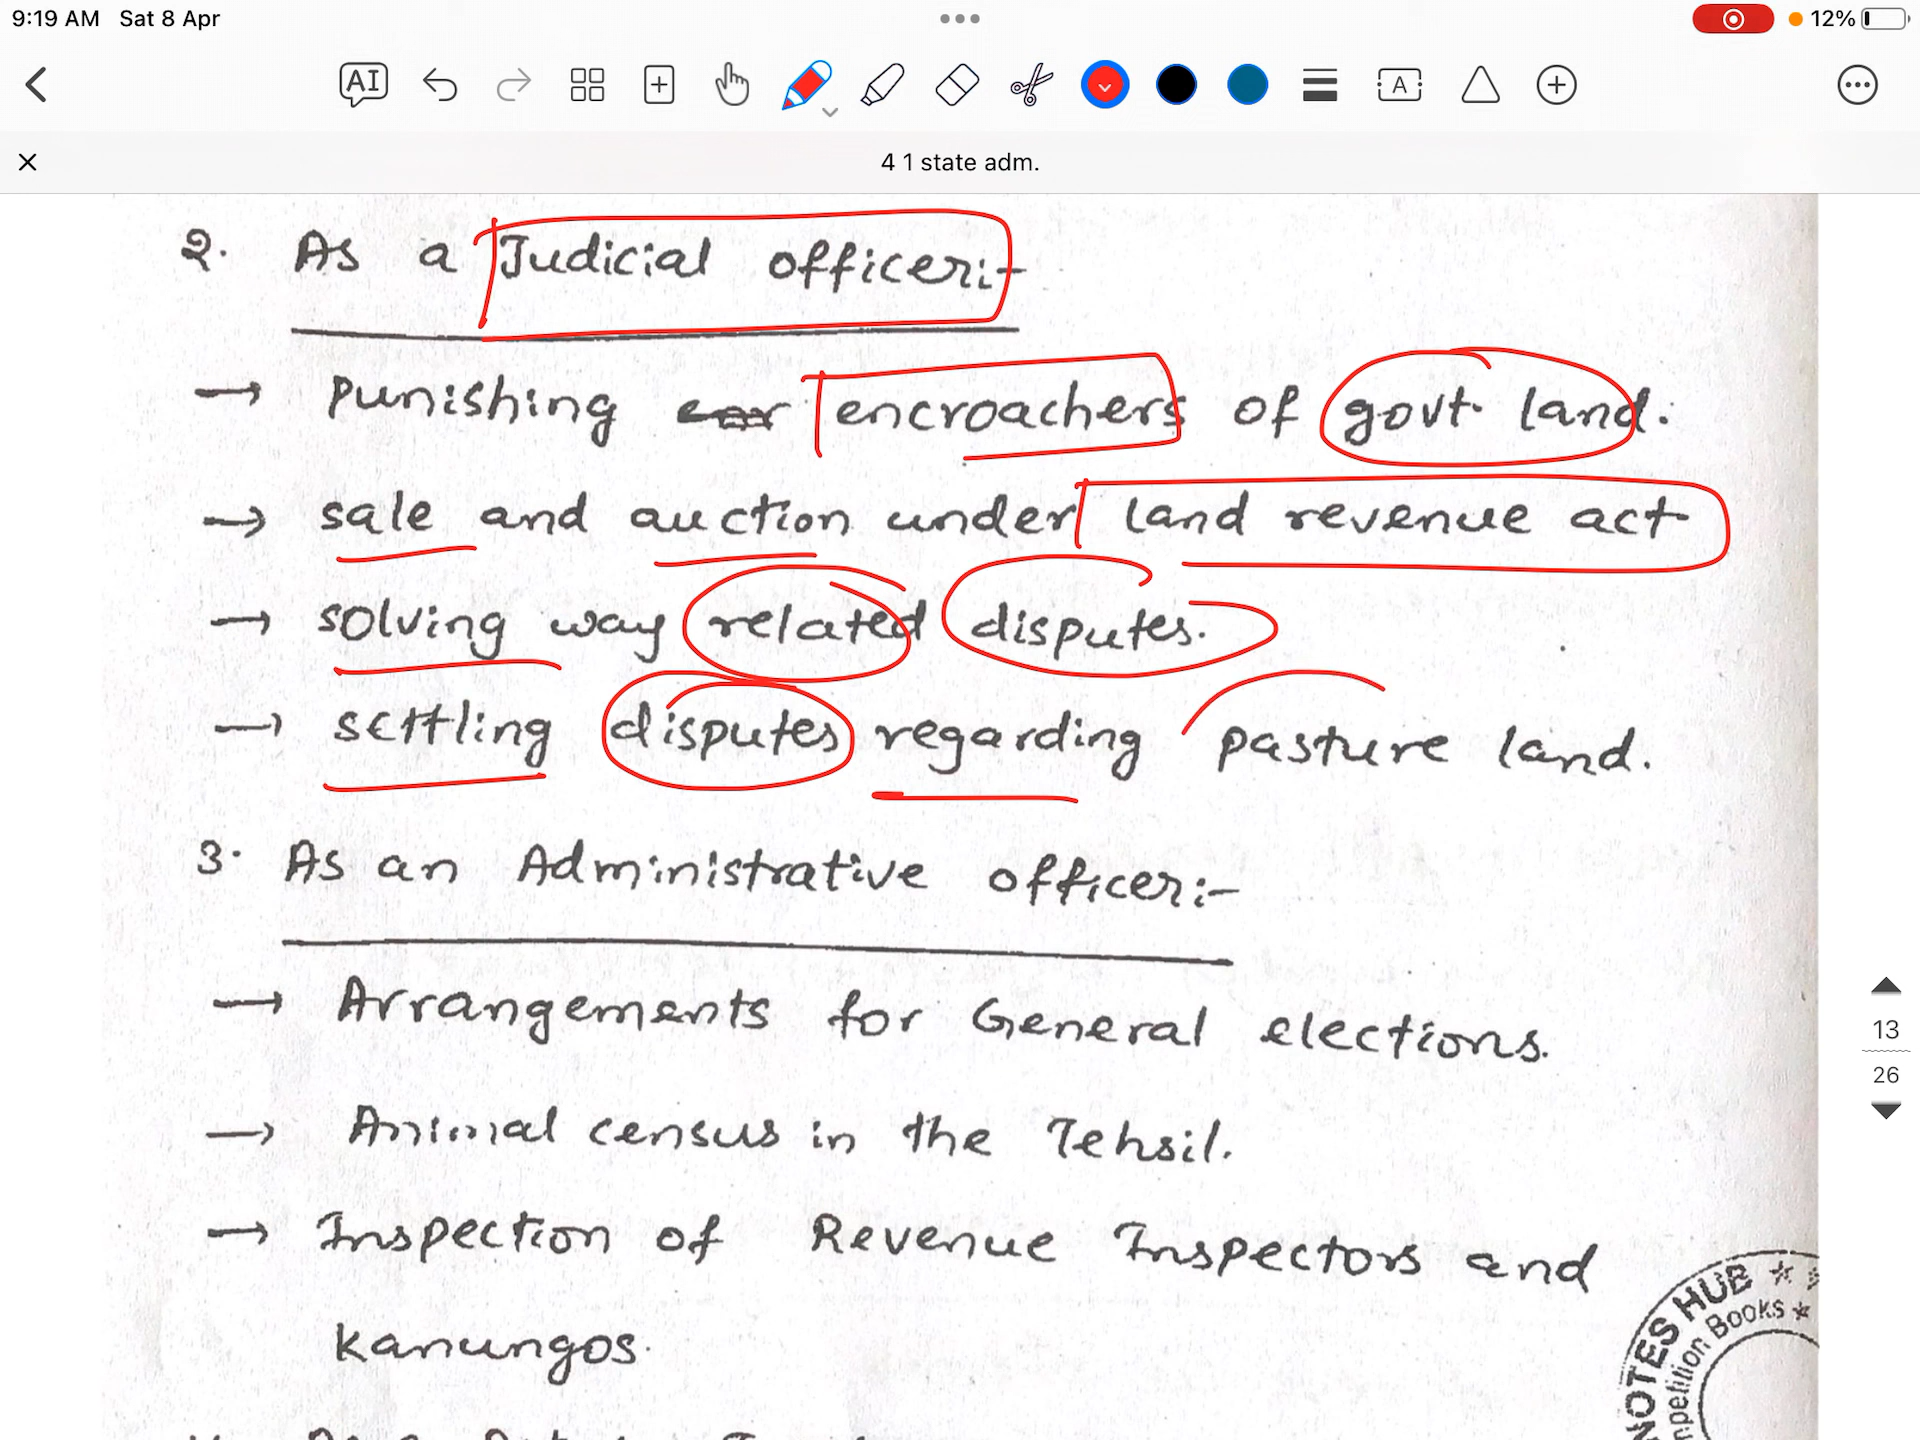 9:19 AM Sat 8 Apr
12%
AI
A
4 1 state adm.
2. As a Judicial officer:-
→ Punishing encroachers of govt. land.
→ sale and auction under land revenue act
→ solving way related disputes.
→ settling disputes regarding pasture land.
3. As an Administrative officer:-
→ Arrangements for General elections.
→ Animal census in the Tehsil.
→ Inspection of Revenue Inspectors and
Kanungos.
13
26
NOTES HUB
Books